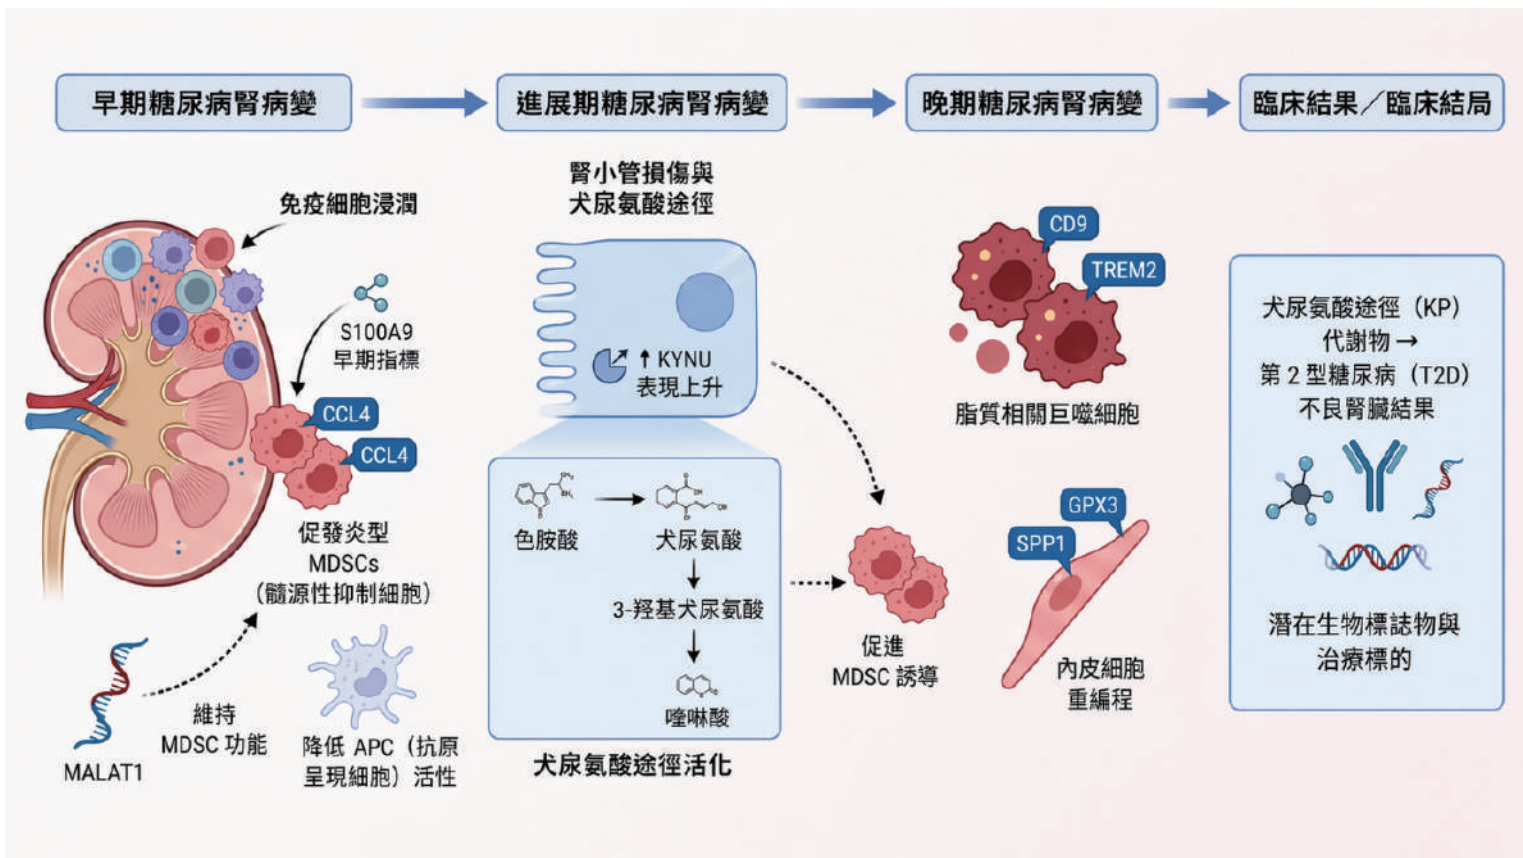 早期糖尿病腎病變
進展期糖尿病腎病變
晚期糖尿病腎病變
臨床結果／臨床結局
免疫細胞浸潤
S100A9
早期指標
CCL4
CCL4
促發炎型
MDSCs
（髓源性抑制細胞）
MALAT1
維持
MDSC 功能
降低 APC（抗原
呈現細胞）活性
腎小管損傷與
犬尿氨酸途徑
↑ KYNU
表現上升
色胺酸
犬尿氨酸
3-羥基犬尿氨酸
喹啉酸
犬尿氨酸途徑活化
促進
MDSC 誘導
CD9
TREM2
脂質相關巨噬細胞
GPX3
SPP1
內皮細胞
重編程
犬尿氨酸途徑（KP）
代謝物 →
第 2 型糖尿病（T2D）
不良腎臟結果
潛在生物標誌物與
治療標的